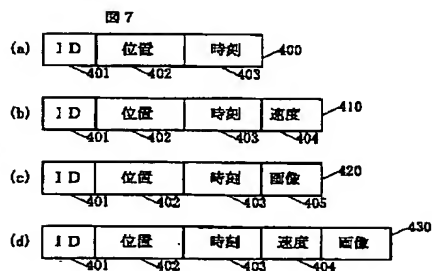 図7
(a) ID 位置 時刻 400
401 402 403
(b) ID 位置 時刻 速度 410
401 402 403 404
(c) ID 位置 時刻 画像 420
401 402 403 405
(d) ID 位置 時刻 速度 画像 430
401 402 403 404